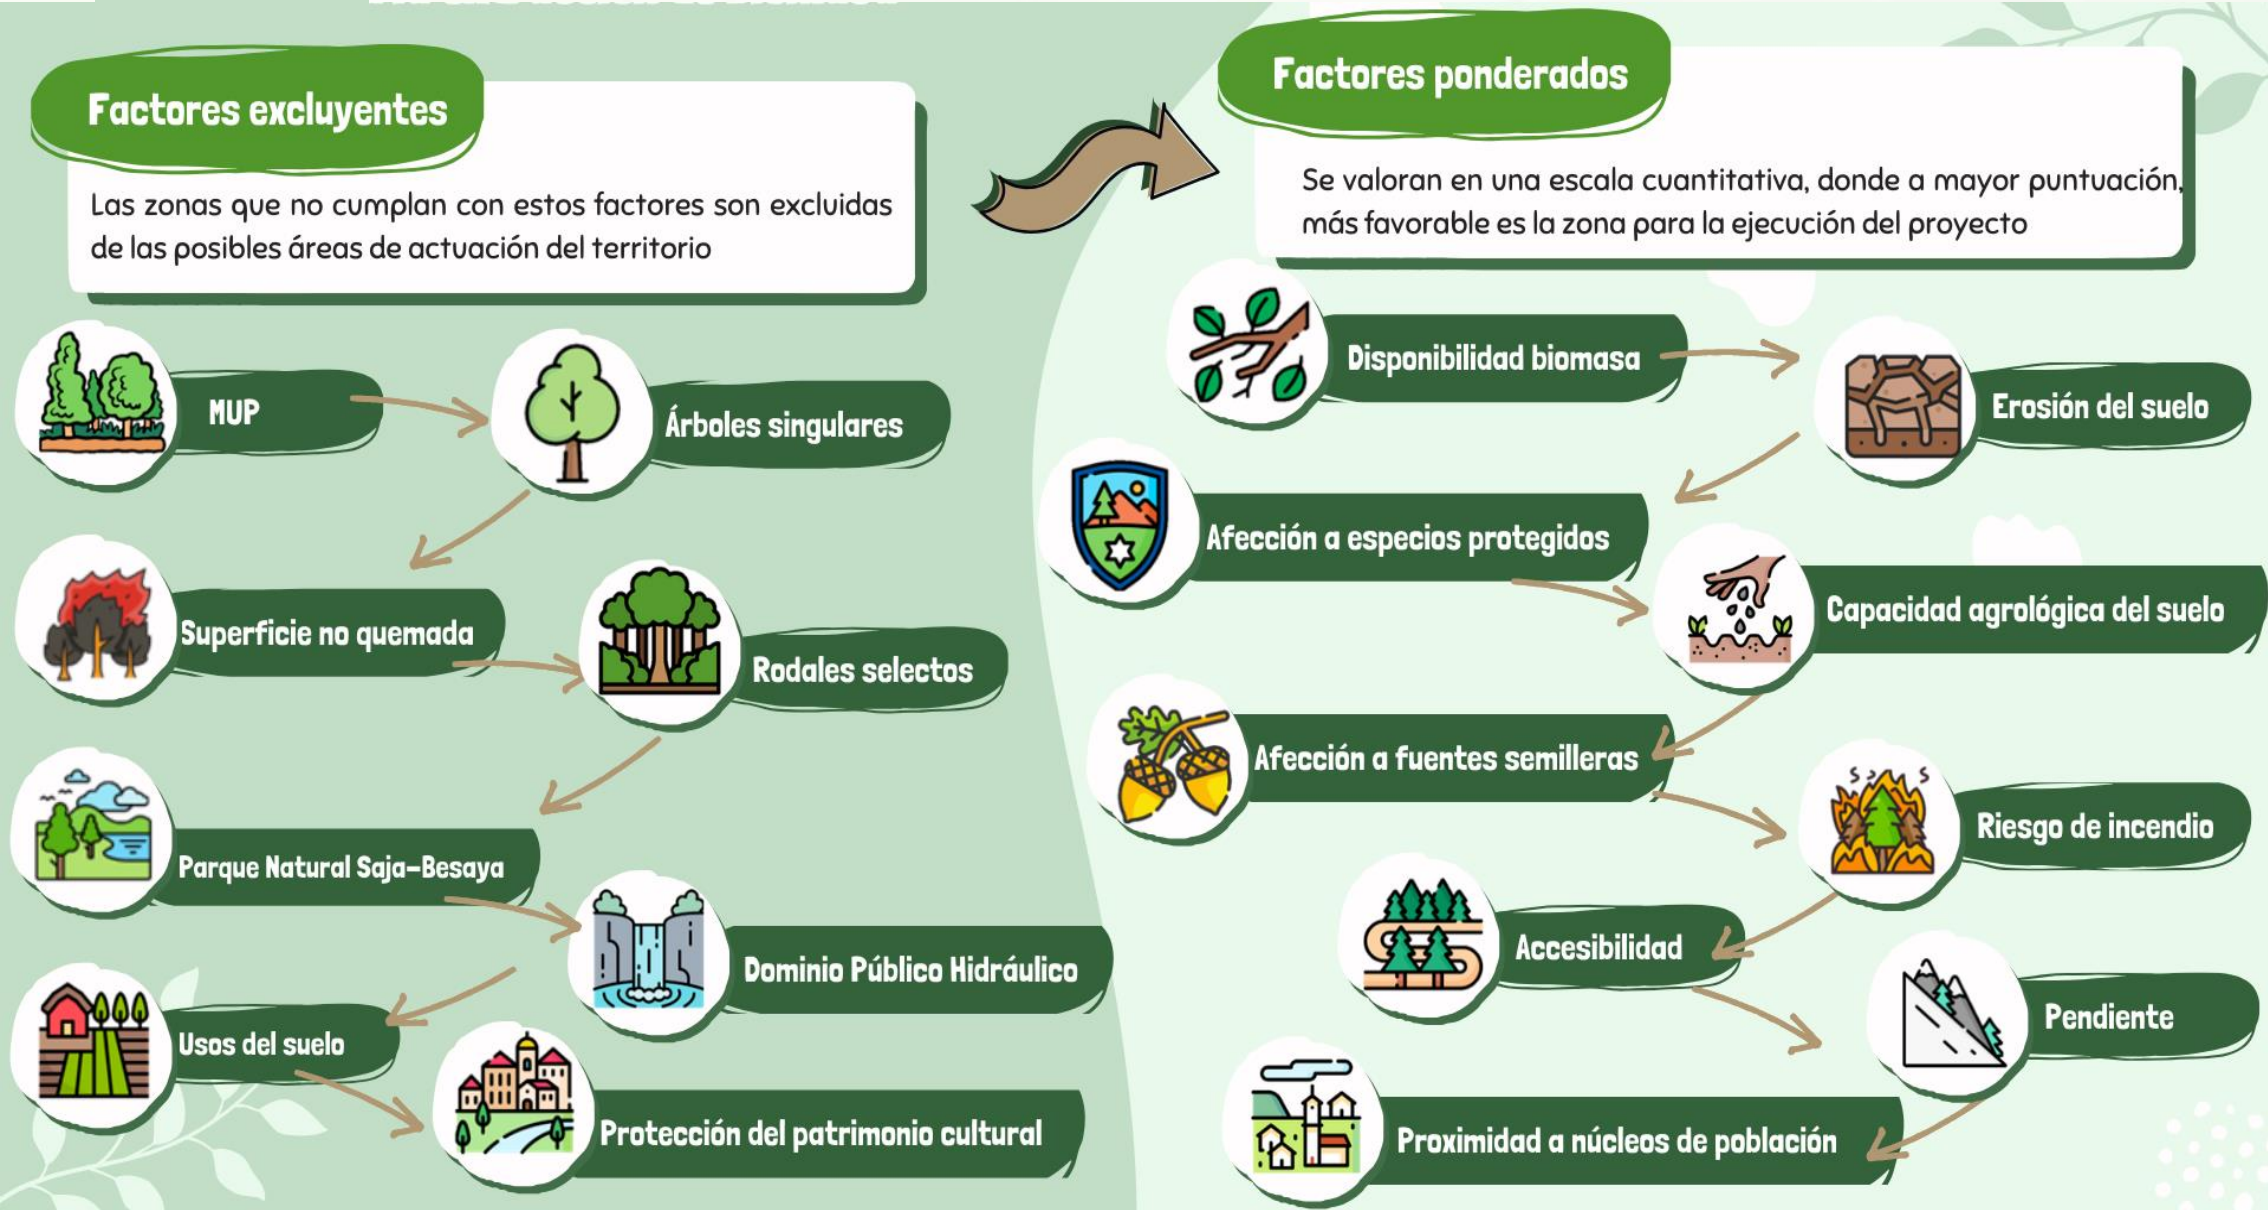 Factores excluyentes
Las zonas que no cumplan con estos factores son excluidas
de las posibles áreas de actuación del territorio
MUP
Árboles singulares
Superficie no quemada
Rodales selectos
Parque Natural Saja-Besaya
Dominio Público Hidráulico
Usos del suelo
Protección del patrimonio cultural
Factores ponderados
Se valoran en una escala cuantitativa, donde a mayor puntuación,
más favorable es la zona para la ejecución del proyecto
Disponibilidad biomasa
Erosión del suelo
Afección a especios protegidos
Capacidad agrológica del suelo
Afección a fuentes semilleras
Riesgo de incendio
Accesibilidad
Pendiente
Proximidad a núcleos de población